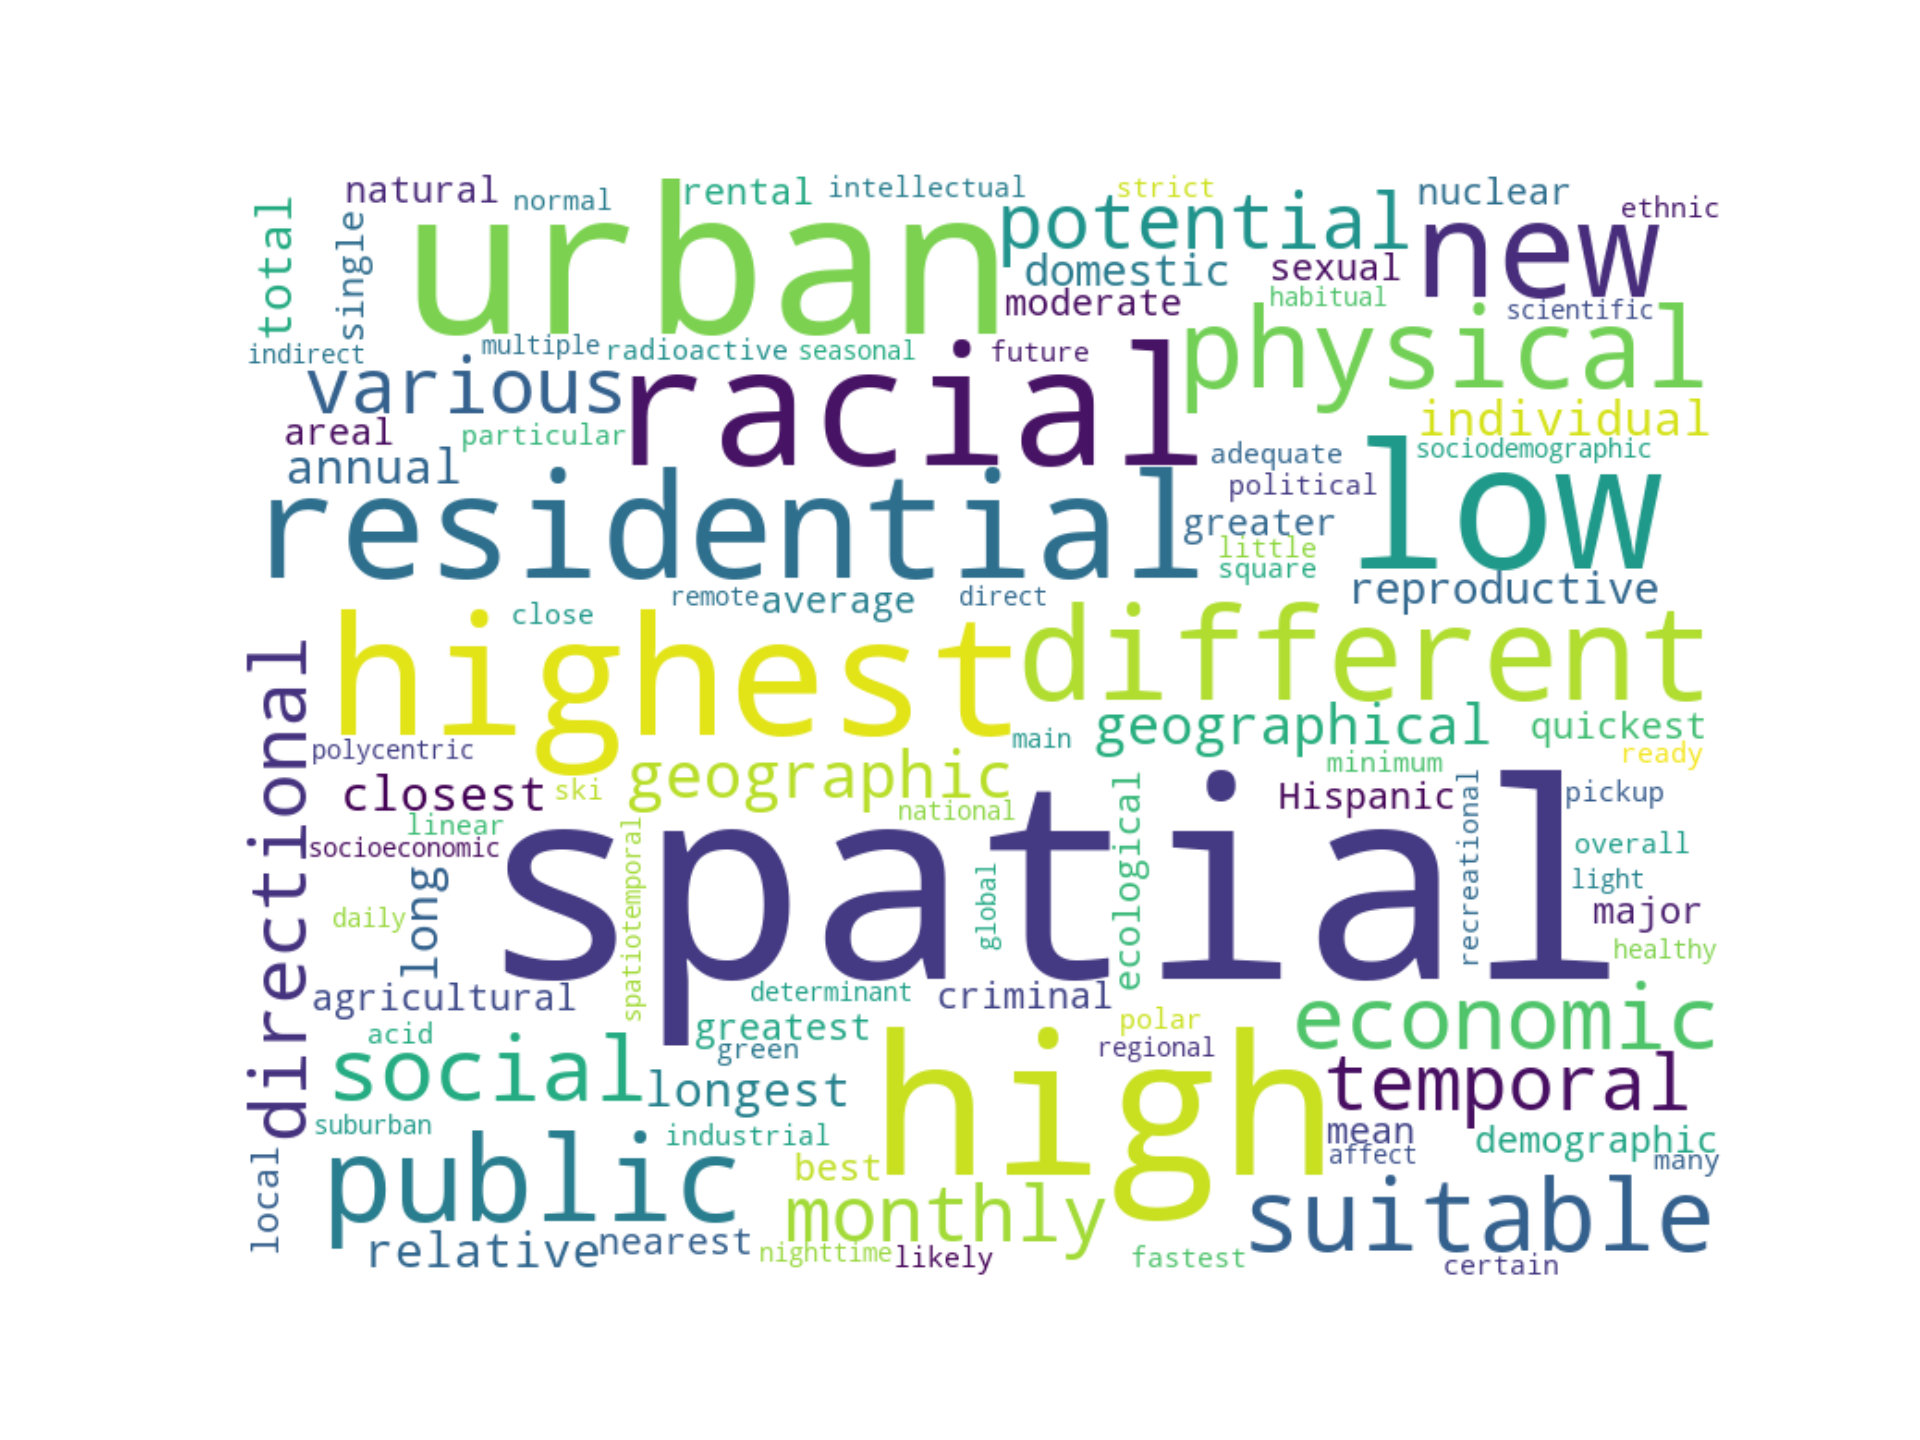 natural
normal
rental
intellectual
strict
nuclear
ethnic
total
single
urban
potential
new
domestic
sexual
moderate
habitual
scientific
indirect
multiple
radioactive
seasonal
future
physical
various
racial
individual
areal
particular
annual
adequate
sociodemographic
political
low
residential
greater
little
square
reproductive
remote
average
direct
close
highest
different
directional
geographical
quickest
polycentric
main
ready
minimum
geographic
closest
ski
national
Hispanic
pickup
linear
socioeconomic
spatial
overall
light
major
healthy
daily
long
spatiotemporal
global
ecological
recreational
agricultural
determinant
criminal
economic
acid
greatest
polar
green
regional
social
longest
high
temporal
suburban
industrial
mean
demographic
affect
many
public
best
monthly
suitable
local
relative
nearest
nighttime
likely
fastest
certain